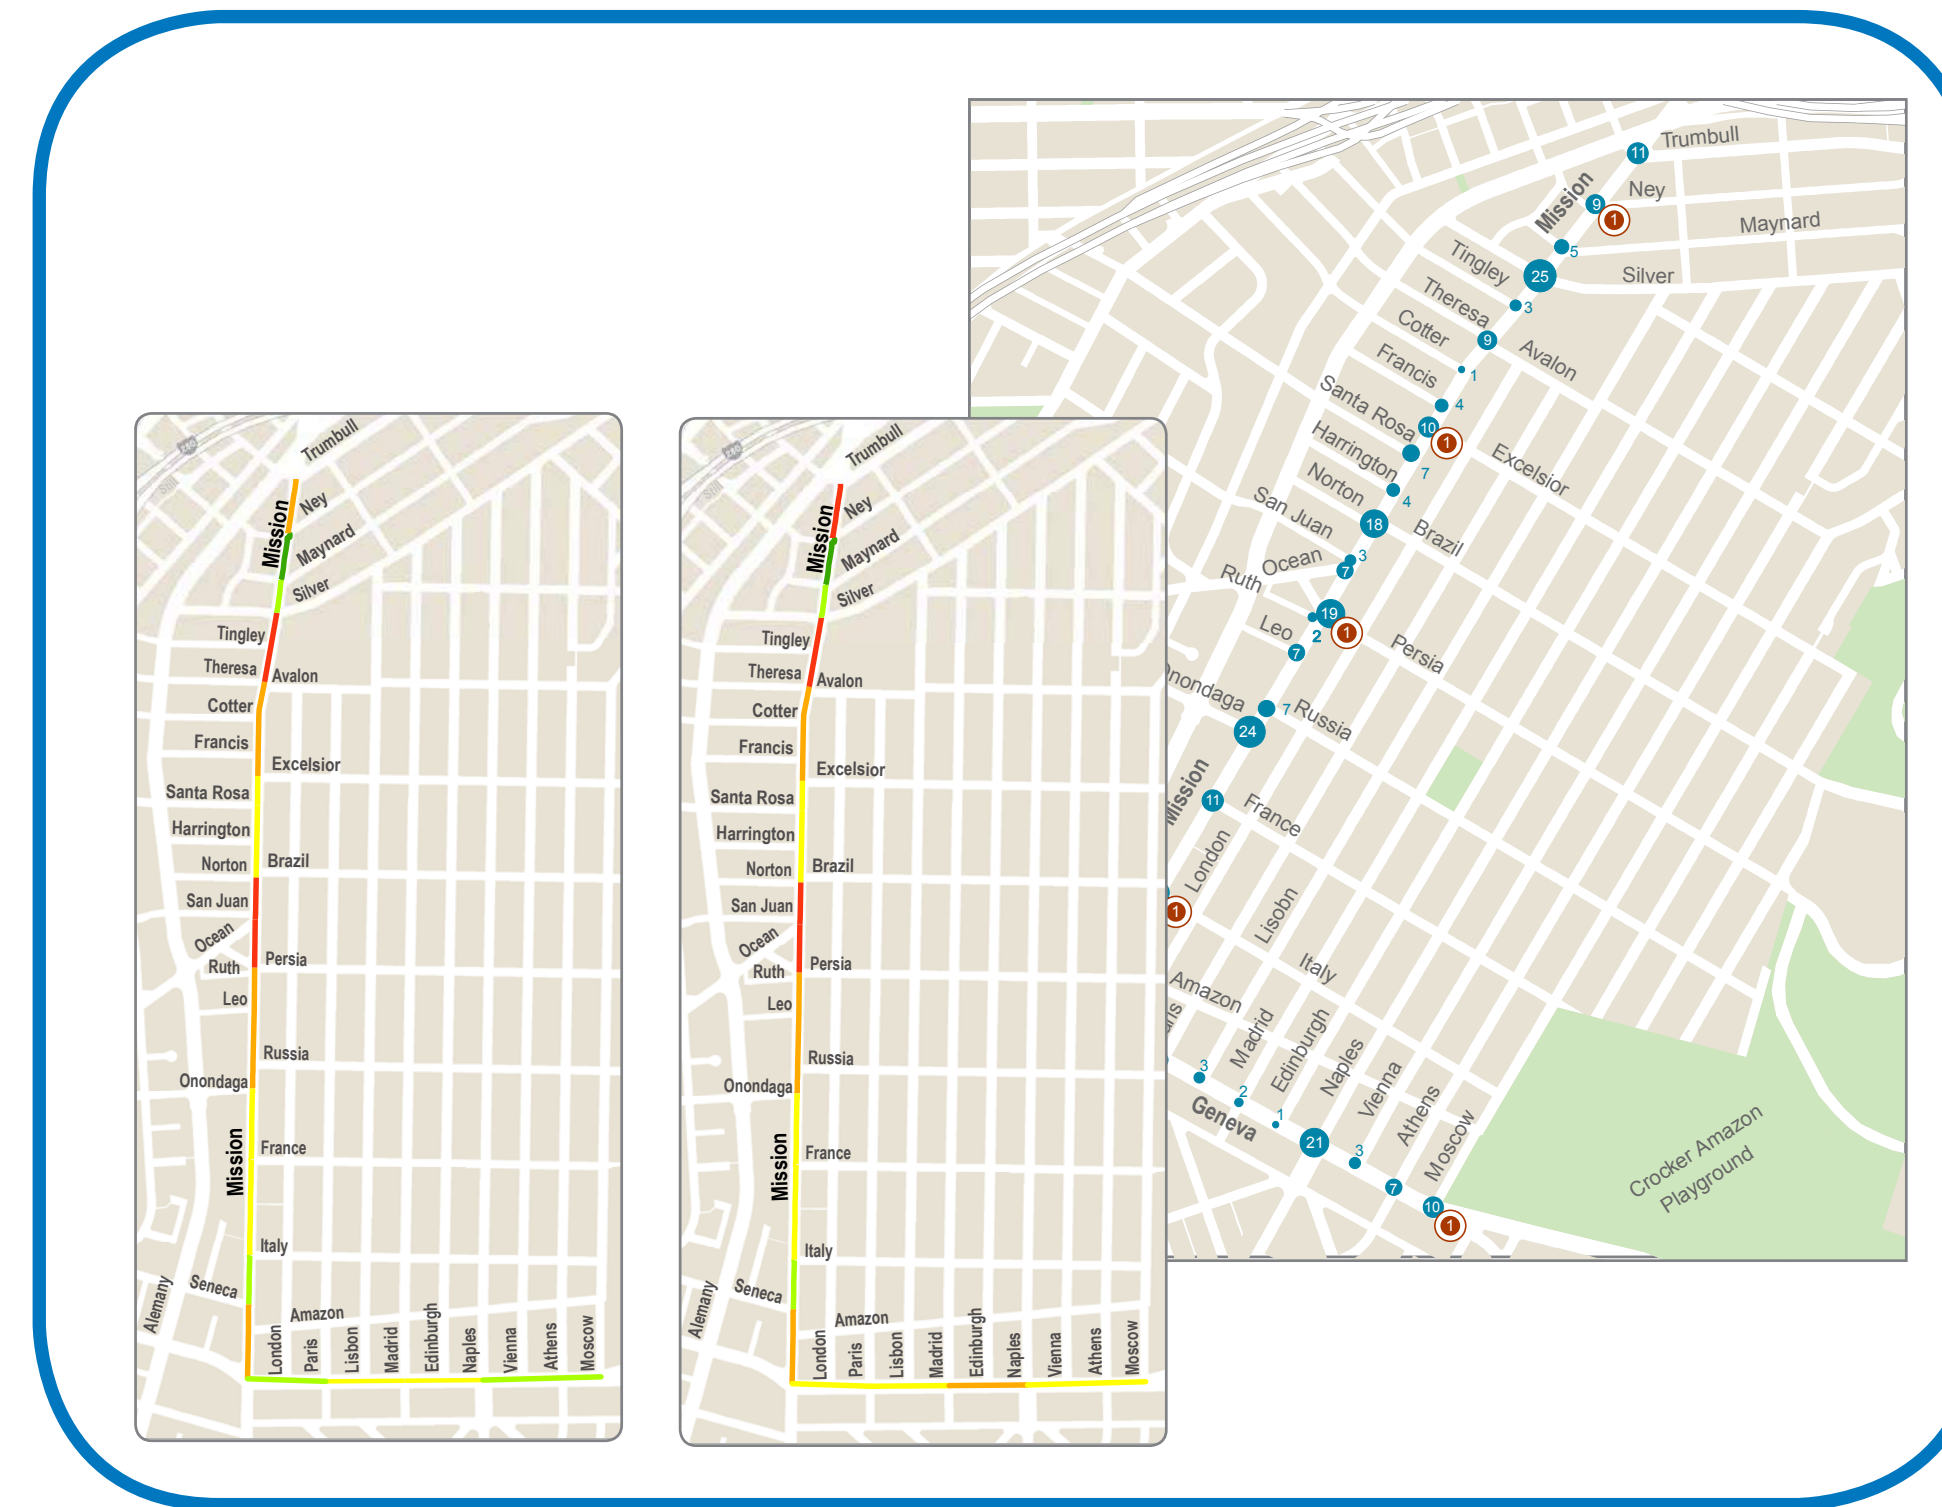 Trumbull
280
Still
Mission
Ney
Maynard
Silver
Tingley
Theresa
Avalon
Cotter
Francis
Excelsior
Santa Rosa
Harrington
Norton
Brazil
San Juan
Ocean
Ruth
Persia
Leo
Russia
Onondaga
Mission
France
Italy
Seneca
Alemany
Amazon
London
Paris
Lisbon
Madrid
Edinburgh
Naples
Vienna
Athens
Moscow
Trumbull
280
Still
Mission
Ney
Maynard
Silver
Tingley
Theresa
Avalon
Cotter
Francis
Excelsior
Santa Rosa
Harrington
Norton
Brazil
San Juan
Ocean
Ruth
Persia
Leo
Russia
Onondaga
Mission
France
Italy
Seneca
Alemany
Amazon
London
Paris
Lisbon
Madrid
Edinburgh
Naples
Vienna
Athens
Moscow
11
Trumbull
Mission
Ney
9
1
Maynard
5
Tingley
25
Silver
Theresa
3
Cotter
9
Avalon
Francis
1
Santa Rosa
4
10
1
Harrington
7
Excelsior
Norton
4
San Juan
18
Brazil
Ocean
3
7
Ruth
19
1
2
Leo
7
Persia
Onondaga
7
Russia
24
Mission
11
France
London
1
Lisobn
Italy
Amazon
3
Madrid
2
Edinburgh
1
Naples
Vienna
Athens
Moscow
Geneva
21
3
7
10
1
Crocker Amazon
Playground